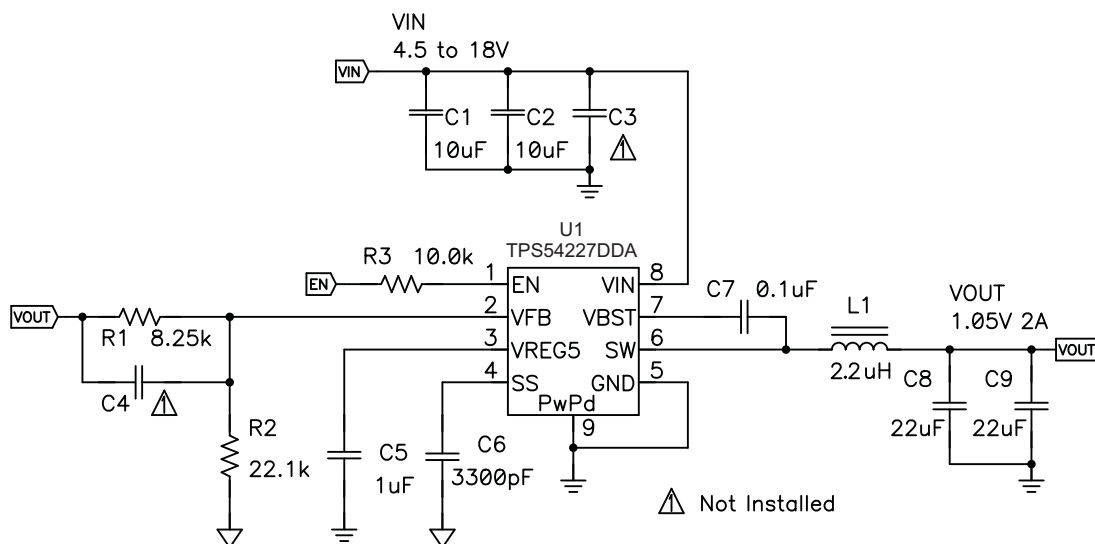 VIN
4.5 to 18V
VIN
C1
C2
C3
10uF
10uF
1
U1
TPS54227DDA
R3 10.0k
EN
1
EN
VIN
8
C7
0.1uF
L1
VOUT
1.05V 2A
VOUT
R1
8.25k
2
VFB
VBST
7
3
VREG5
SW
6
2.2uH
VOUT
4
SS
GND
5
C8
C9
C4
1
PwPd
9
22uF
22uF
R2
22.1k
C5
1uF
C6
3300pF
1 Not Installed